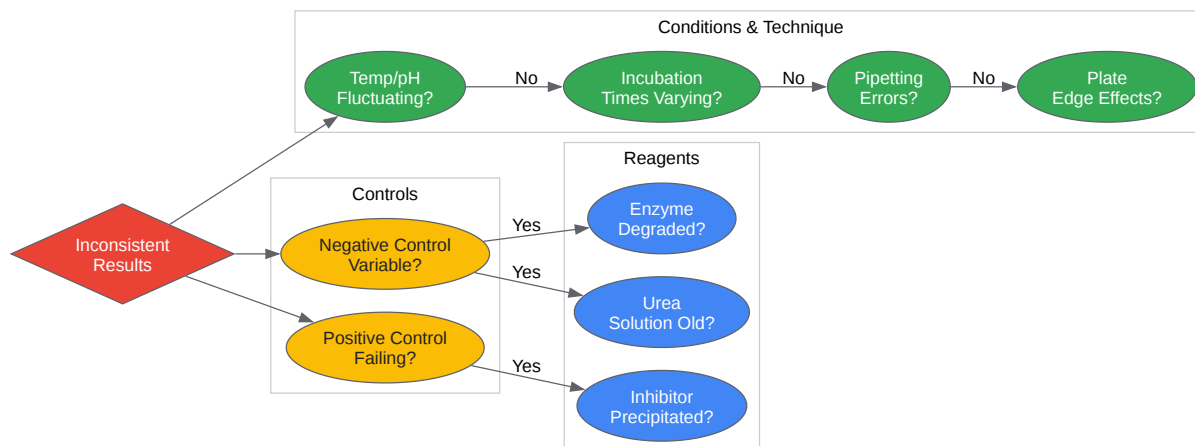 Conditions & Technique
Temp/pH
Fluctuating?
No
Incubation
Times Varying?
No
Pipetting
Errors?
No
Plate
Edge Effects?
Inconsistent
Results
Controls
Negative Control
Variable?
Positive Control
Failing?
Yes
Yes
Yes
Reagents
Enzyme
Degraded?
Urea
Solution Old?
Inhibitor
Precipitated?